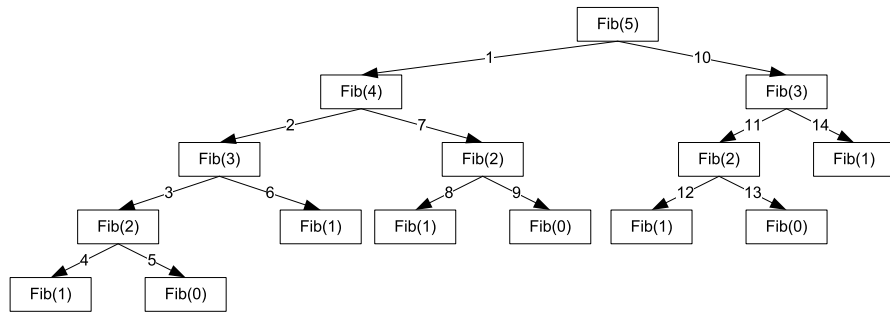 Fib(5)
1 10
Fib(4) Fib(3)
2 7 11 14
Fib(3) Fib(2) Fib(2) Fib(1)
3 6 8 9 12 13
Fib(2) Fib(1) Fib(1) Fib(0) Fib(1) Fib(0)
4 5
Fib(1) Fib(0)